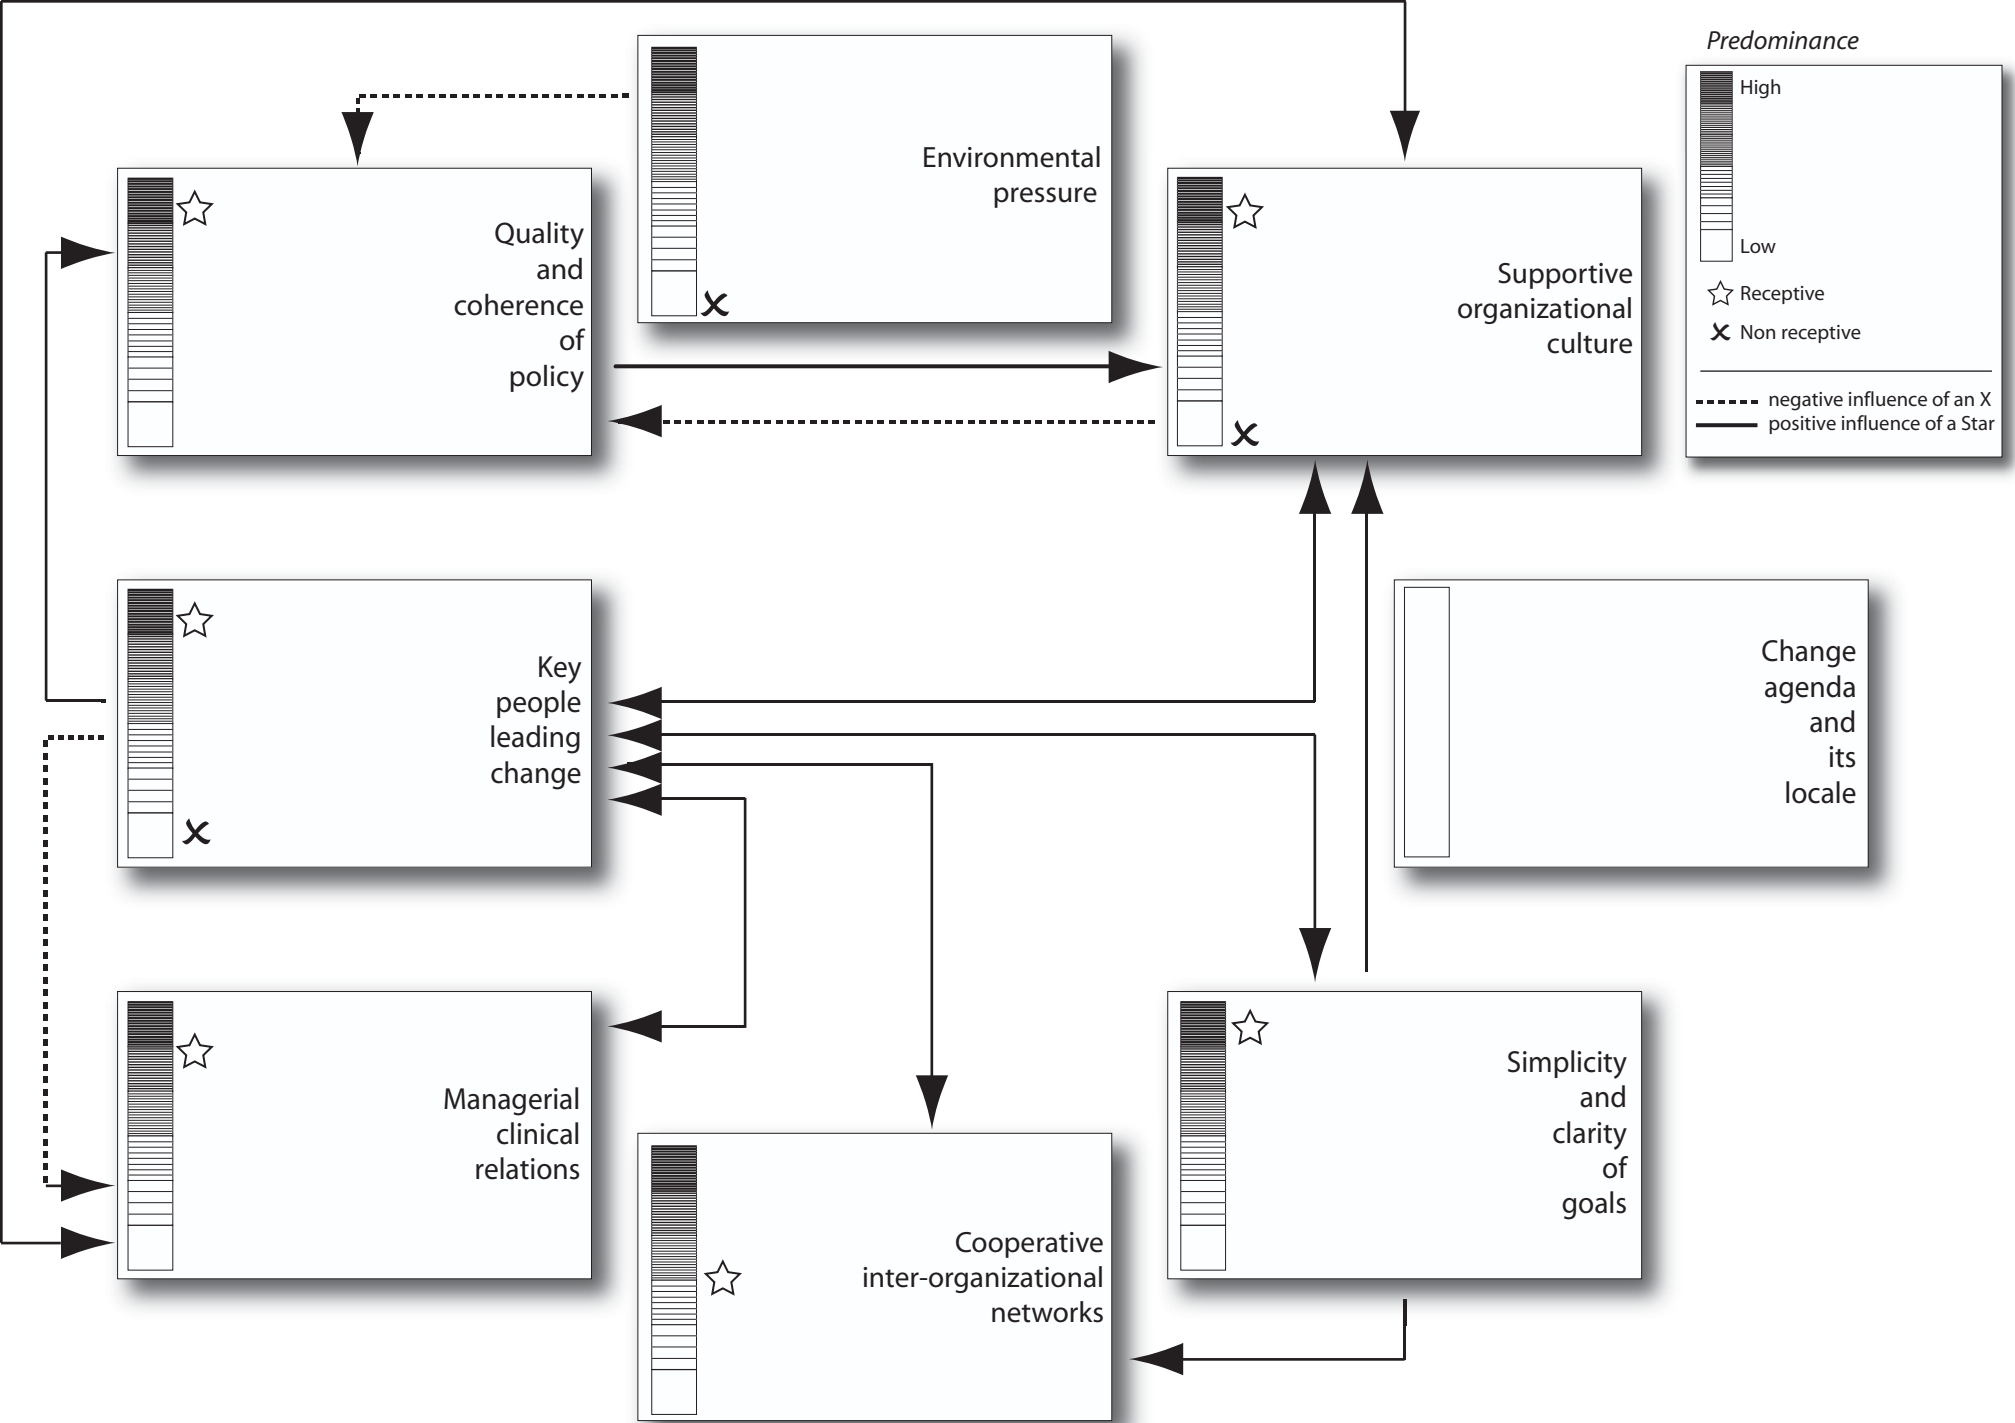 Predominance
High
Low
Receptive
Non receptive
negative influence of an X
positive influence of a Star
Environmental
pressure
Quality
and
coherence
of
policy
Supportive
organizational
culture
Key
people
leading
change
Change
agenda
and
its
locale
Managerial
clinical
relations
Cooperative
inter-organizational
networks
Simplicity
and
clarity
of
goals